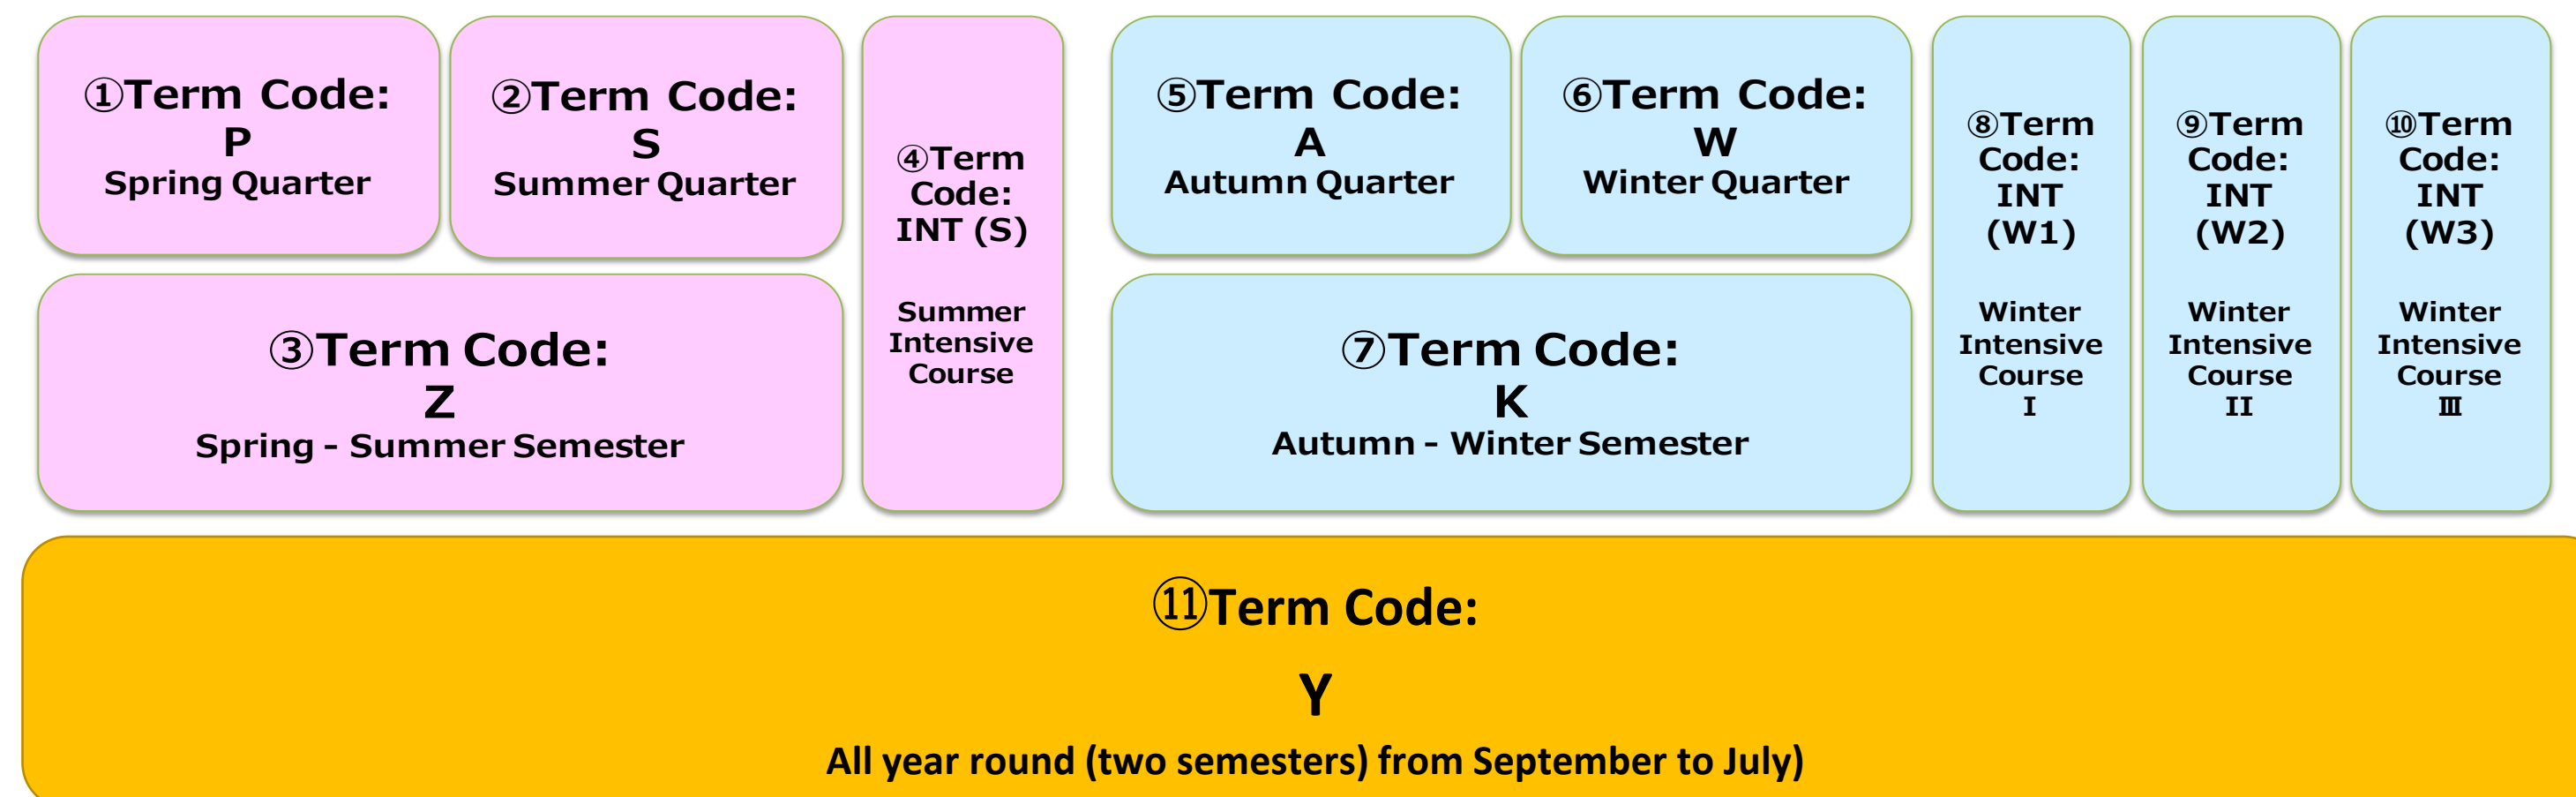 ①Term Code:
P
Spring Quarter
②Term Code:
S
Summer Quarter
③Term Code:
Z
Spring - Summer Semester
④Term
Code:
INT (S)
Summer
Intensive
Course
⑤Term Code:
A
Autumn Quarter
⑥Term Code:
W
Winter Quarter
⑦Term Code:
K
Autumn - Winter Semester
⑧Term
Code:
INT
(W1)
Winter
Intensive
Course
I
⑨Term
Code:
INT
(W2)
Winter
Intensive
Course
II
⑩Term
Code:
INT
(W3)
Winter
Intensive
Course
Ⅲ
⑪Term Code:
Y
All year round (two semesters) from September to July)